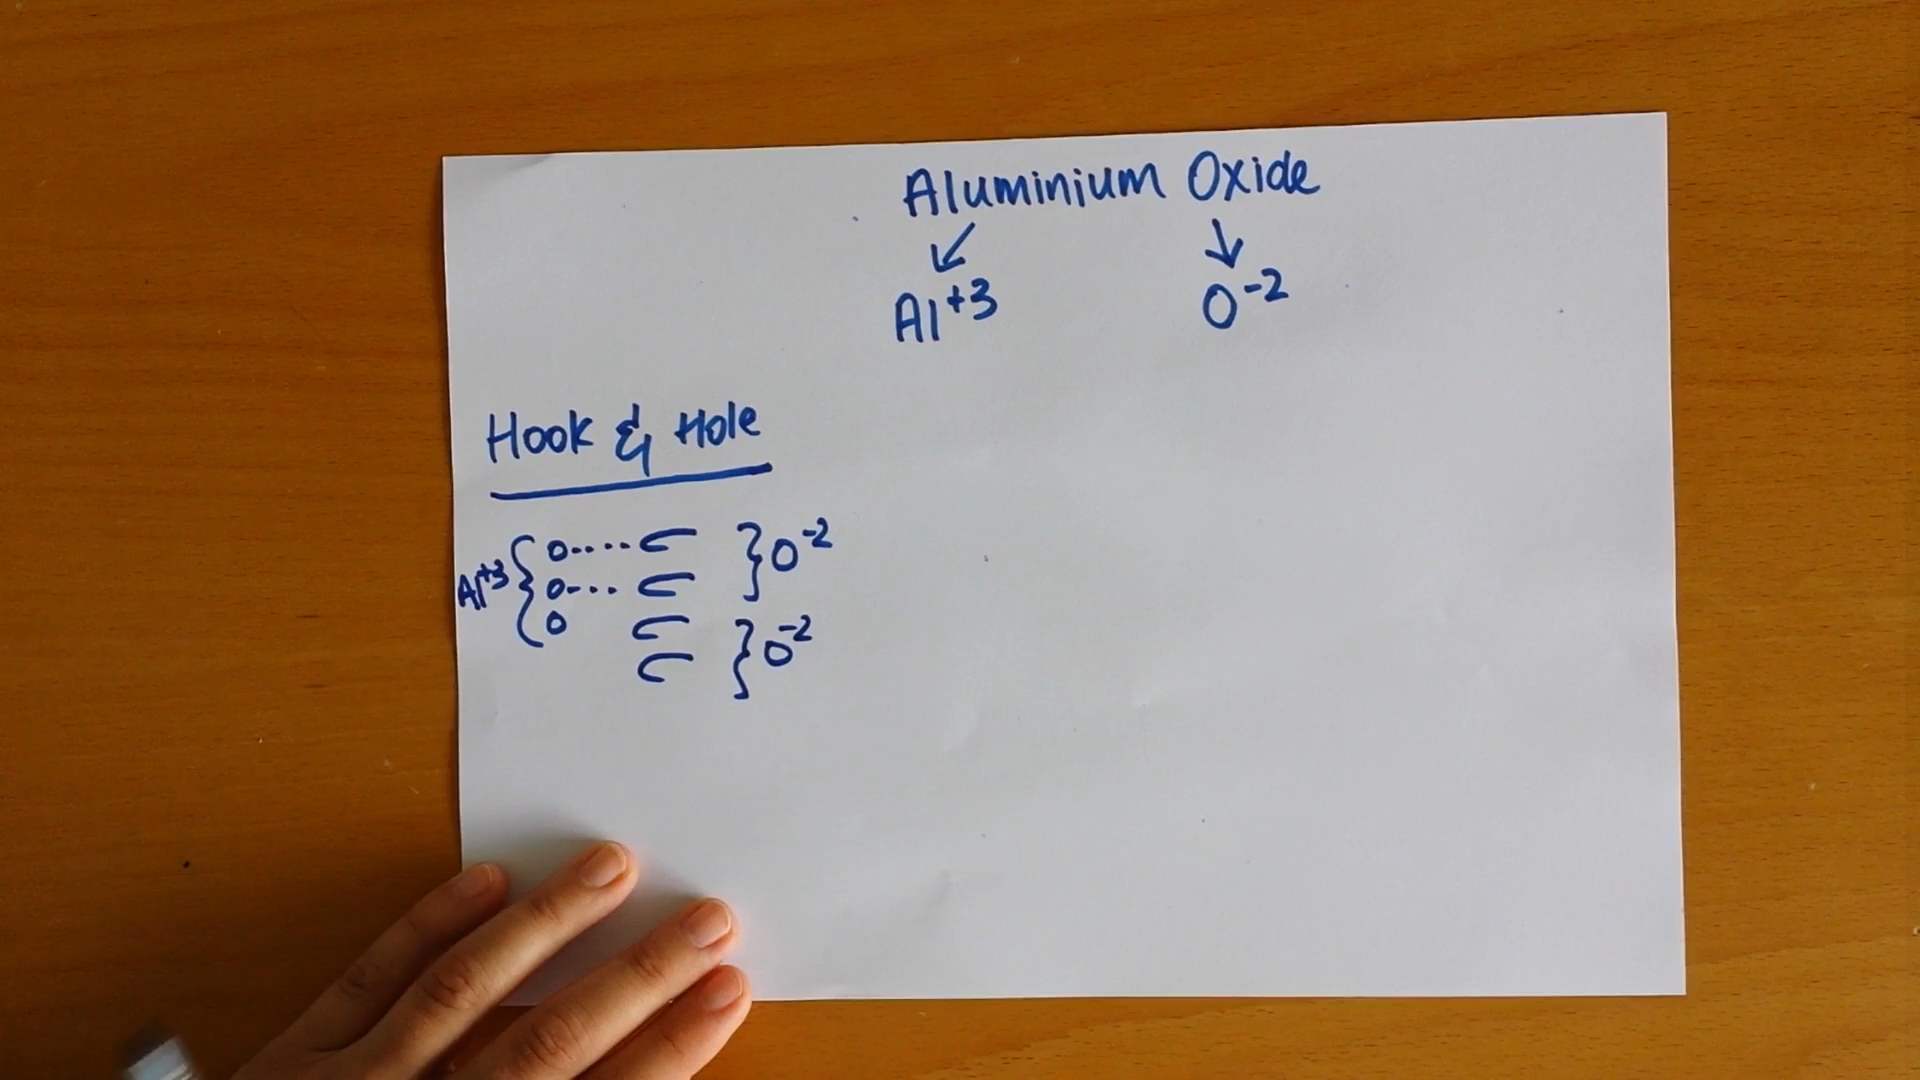 Aluminium Oxide
Al+3 O-2
Hook & Hole
Al+3 { o....⊂ } O-2
o-... ⊂
o ⊂ } O-2
⊂